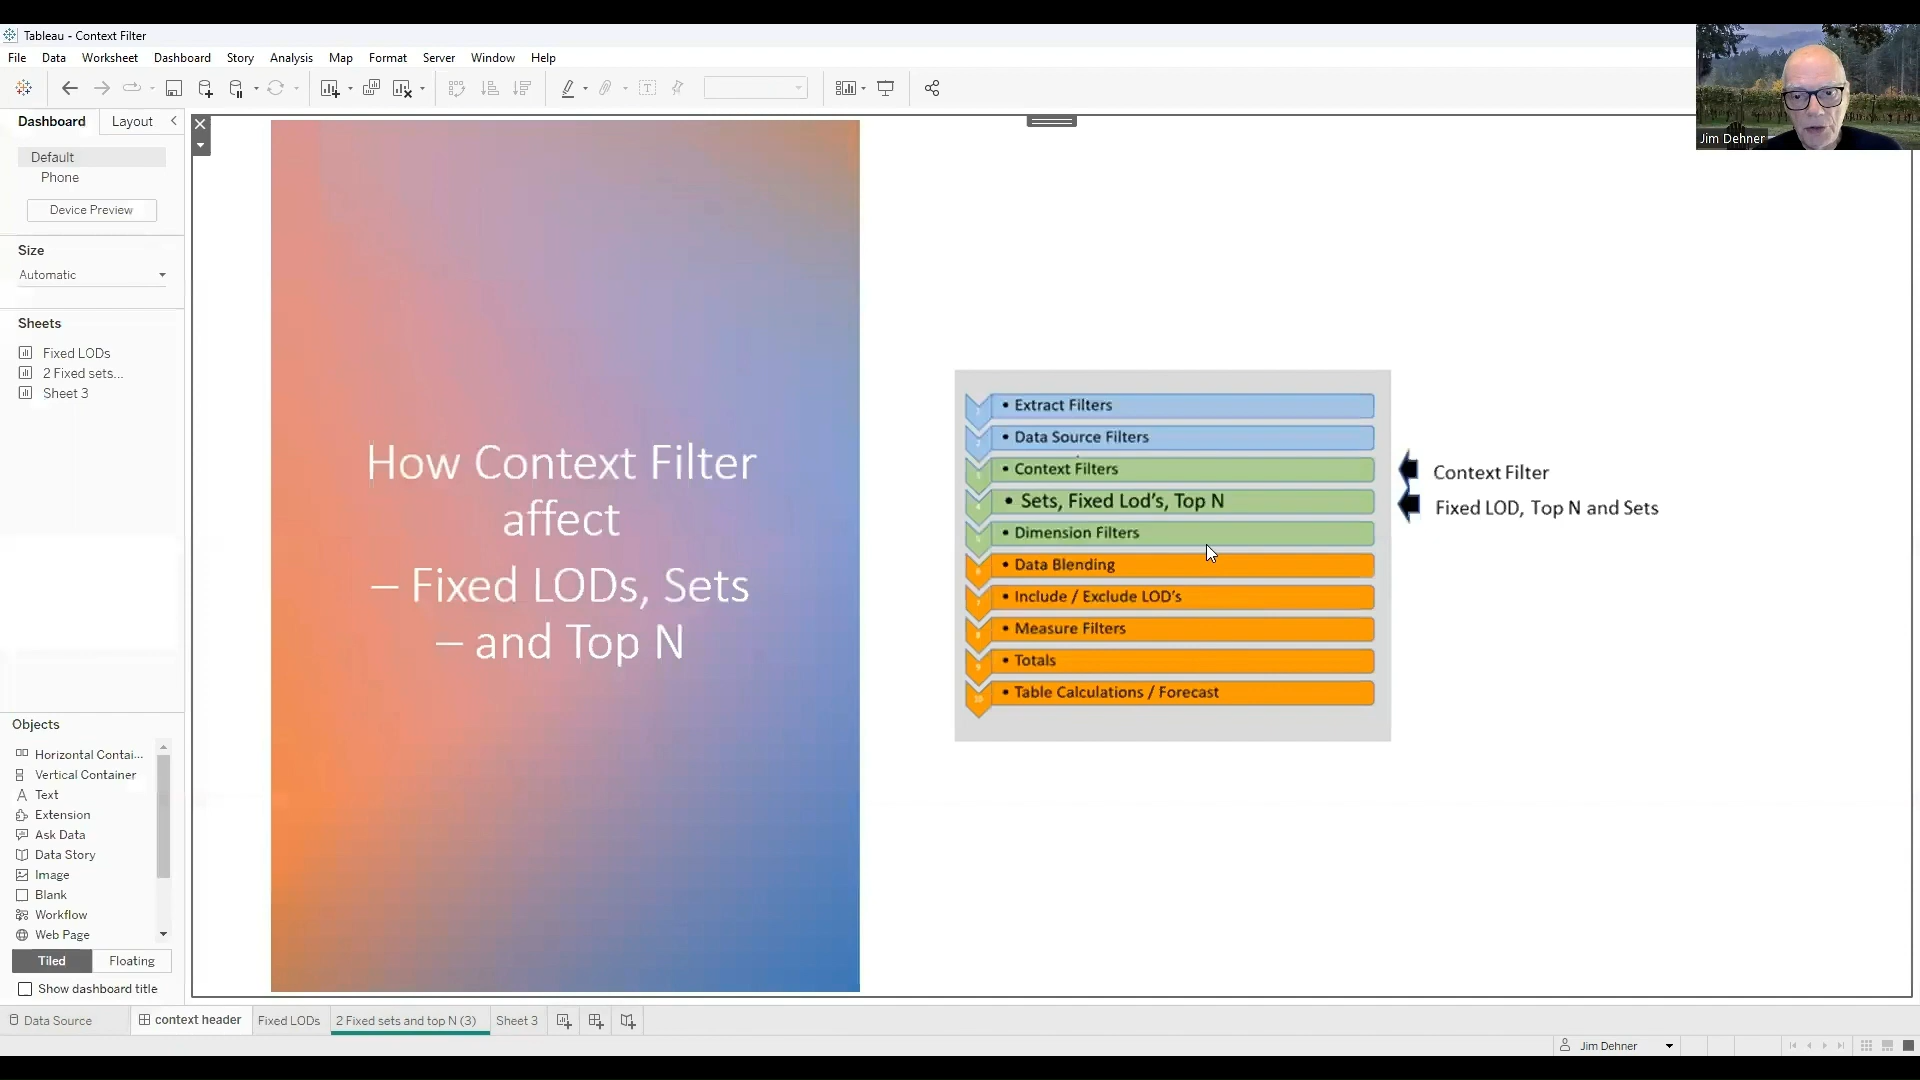 Tableau - Context Filter
File Data Worksheet Dashboard Story Analysis Map Format Server Window Help
Jim Dehner
Dashboard Layout
Default
Phone
Device Preview
Size
Automatic
Sheets
Fixed LODs
2 Fixed sets...
Sheet 3
Objects
Horizontal Contai...
Vertical Container
Text
Extension
Ask Data
Data Story
Image
Blank
Workflow
Web Page
Tiled Floating
Show dashboard title
How Context Filter
affect
– Fixed LODs, Sets
– and Top N
• Extract Filters
• Data Source Filters
• Context Filters
• Sets, Fixed Lod's, Top N
• Dimension Filters
• Data Blending
• Include / Exclude LOD's
• Measure Filters
• Totals
• Table Calculations / Forecast
Context Filter
Fixed LOD, Top N and Sets
Data Source context header Fixed LODs 2 Fixed sets and top N (3) Sheet 3
Jim Dehner